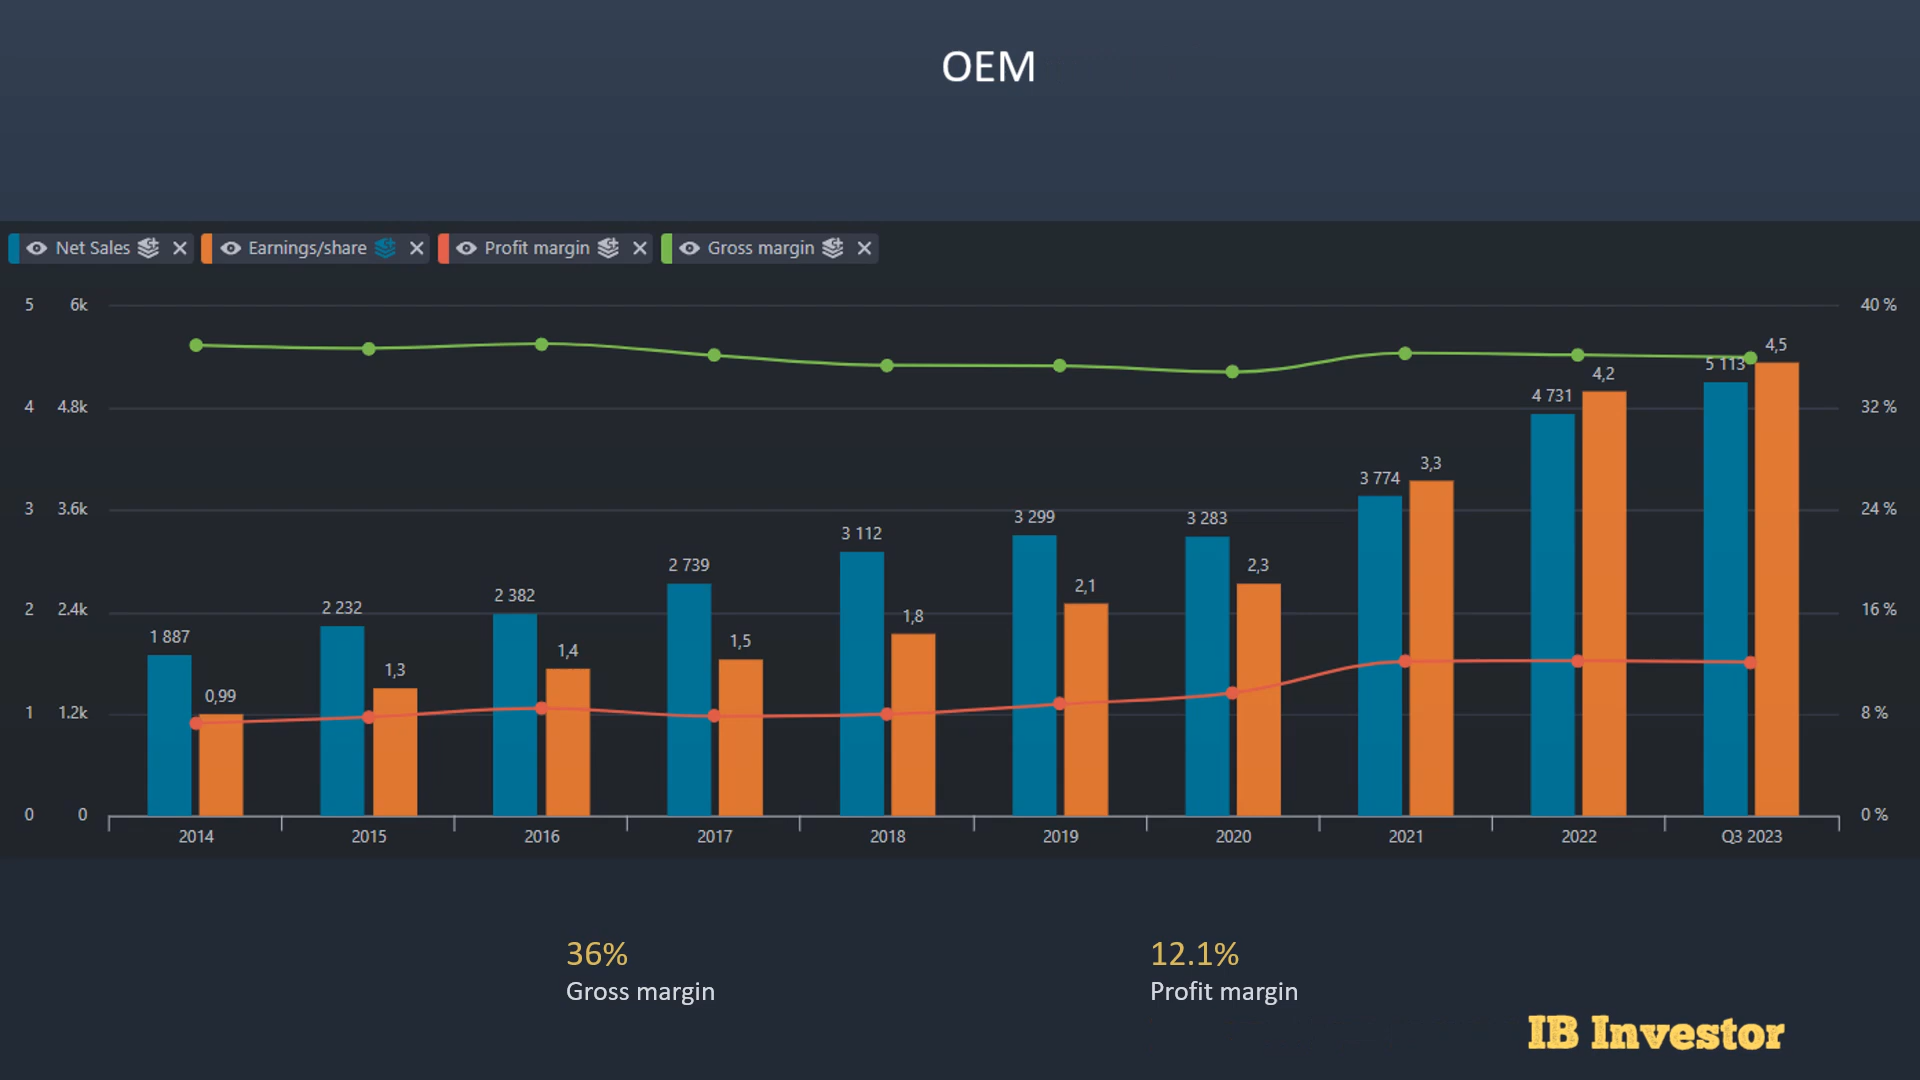 OEM
Net Sales Earnings/share Profit margin Gross margin
5 6k 40 %
4 4.8k 32 %
3 3.6k 24 %
2 2.4k 16 %
1 1.2k 8 %
0 0 0 %
1 887 0,99
2 232 1,3
2 382 1,4
2 739 1,5
3 112 1,8
3 299 2,1
3 283 2,3
3 774 3,3
4 731 4,2
5 113 4,5
2014 2015 2016 2017 2018 2019 2020 2021 2022 Q3 2023
36% 12.1%
Gross margin Profit margin
IB Investor